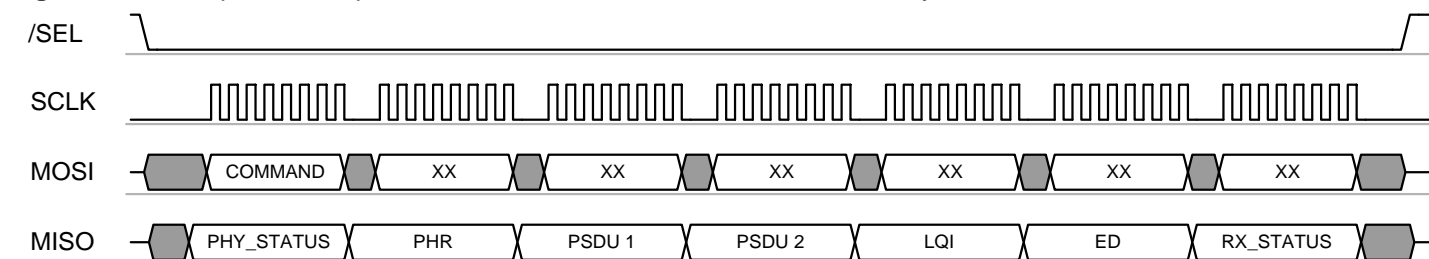 /SEL
SCLK
MOSI COMMAND XX XX XX XX XX XX
MISO PHY_STATUS PHR PSDU 1 PSDU 2 LQI ED RX_STATUS